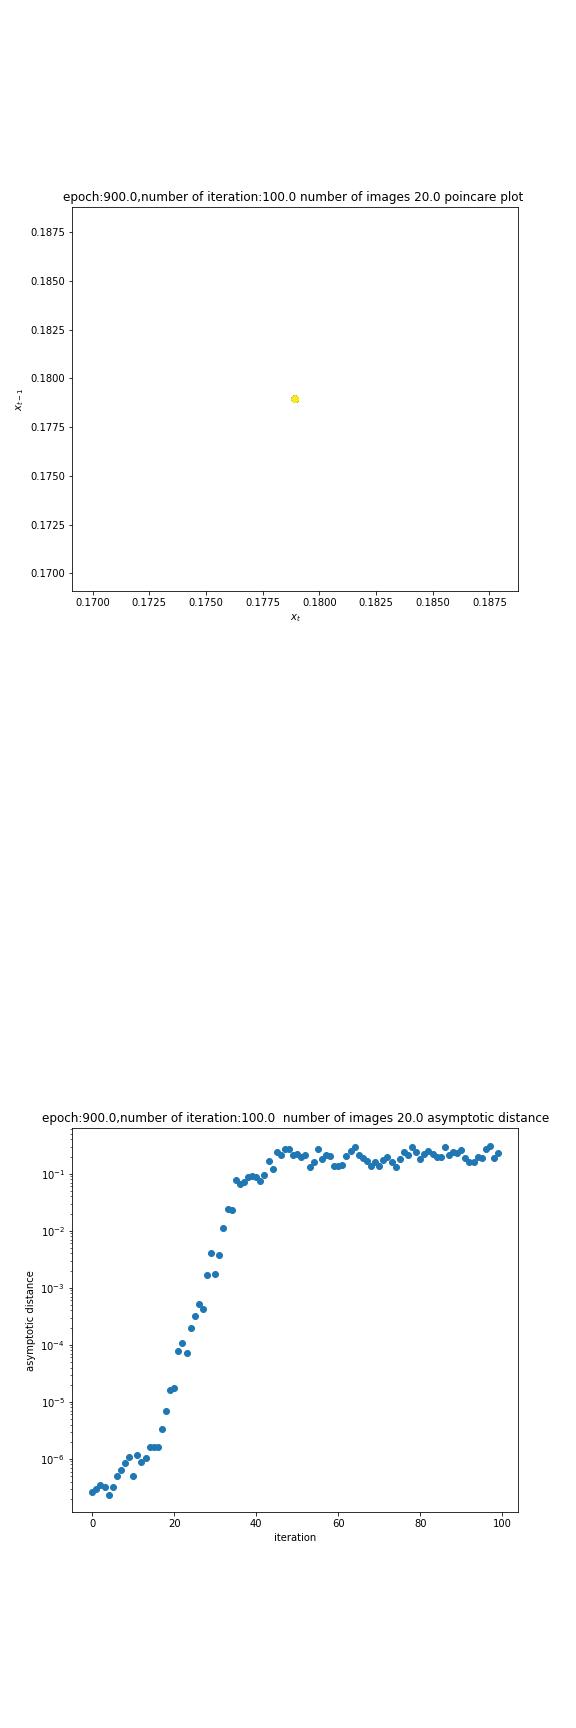 epoch:900.0,number of iteration:100.0 number of images 20.0 poincare plot
0.1875
0.1850
0.1825
0.1800
0.1775
0.1750
0.1725
0.1700
x_{t-1}
0.1700 0.1725 0.1750 0.1775 0.1800 0.1825 0.1850 0.1875
x_t
epoch:900.0,number of iteration:100.0  number of images 20.0 asymptotic distance
10^{-1}
10^{-2}
10^{-3}
10^{-4}
10^{-5}
10^{-6}
asymptotic distance
0 20 40 60 80 100
iteration